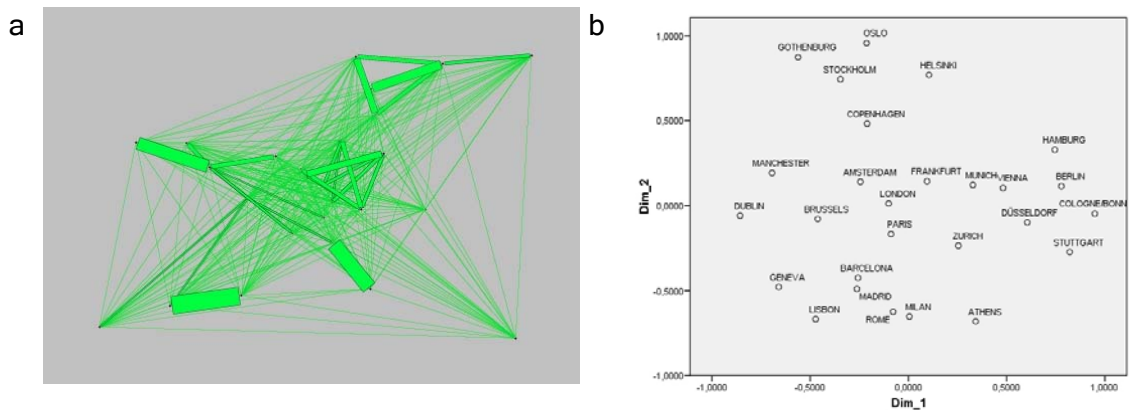 a
b
OSLO
GOTHENBURG
STOCKHOLM
HELSINKI
COPENHAGEN
HAMBURG
MANCHESTER
AMSTERDAM
FRANKFURT
MUNICH
VIENNA
BERLIN
LONDON
DUBLIN
BRUSSELS
COLOGNE/BONN
DÜSSELDORF
PARIS
ZURICH
STUTTGART
BARCELONA
GENEVA
MADRID
LISBON
ROME
MILAN
ATHENS
1,0000
0,5000
0,0000
-0,5000
-1,0000
Dim_2
-1,0000
-0,5000
0,0000
0,5000
1,0000
Dim_1